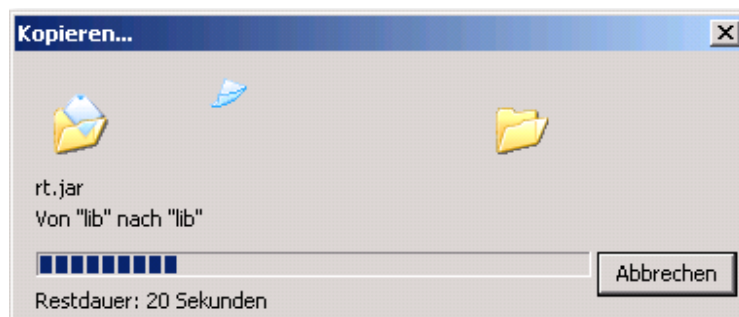 Kopieren...
rt.jar
Von "lib" nach "lib"
Abbrechen
Restdauer: 20 Sekunden